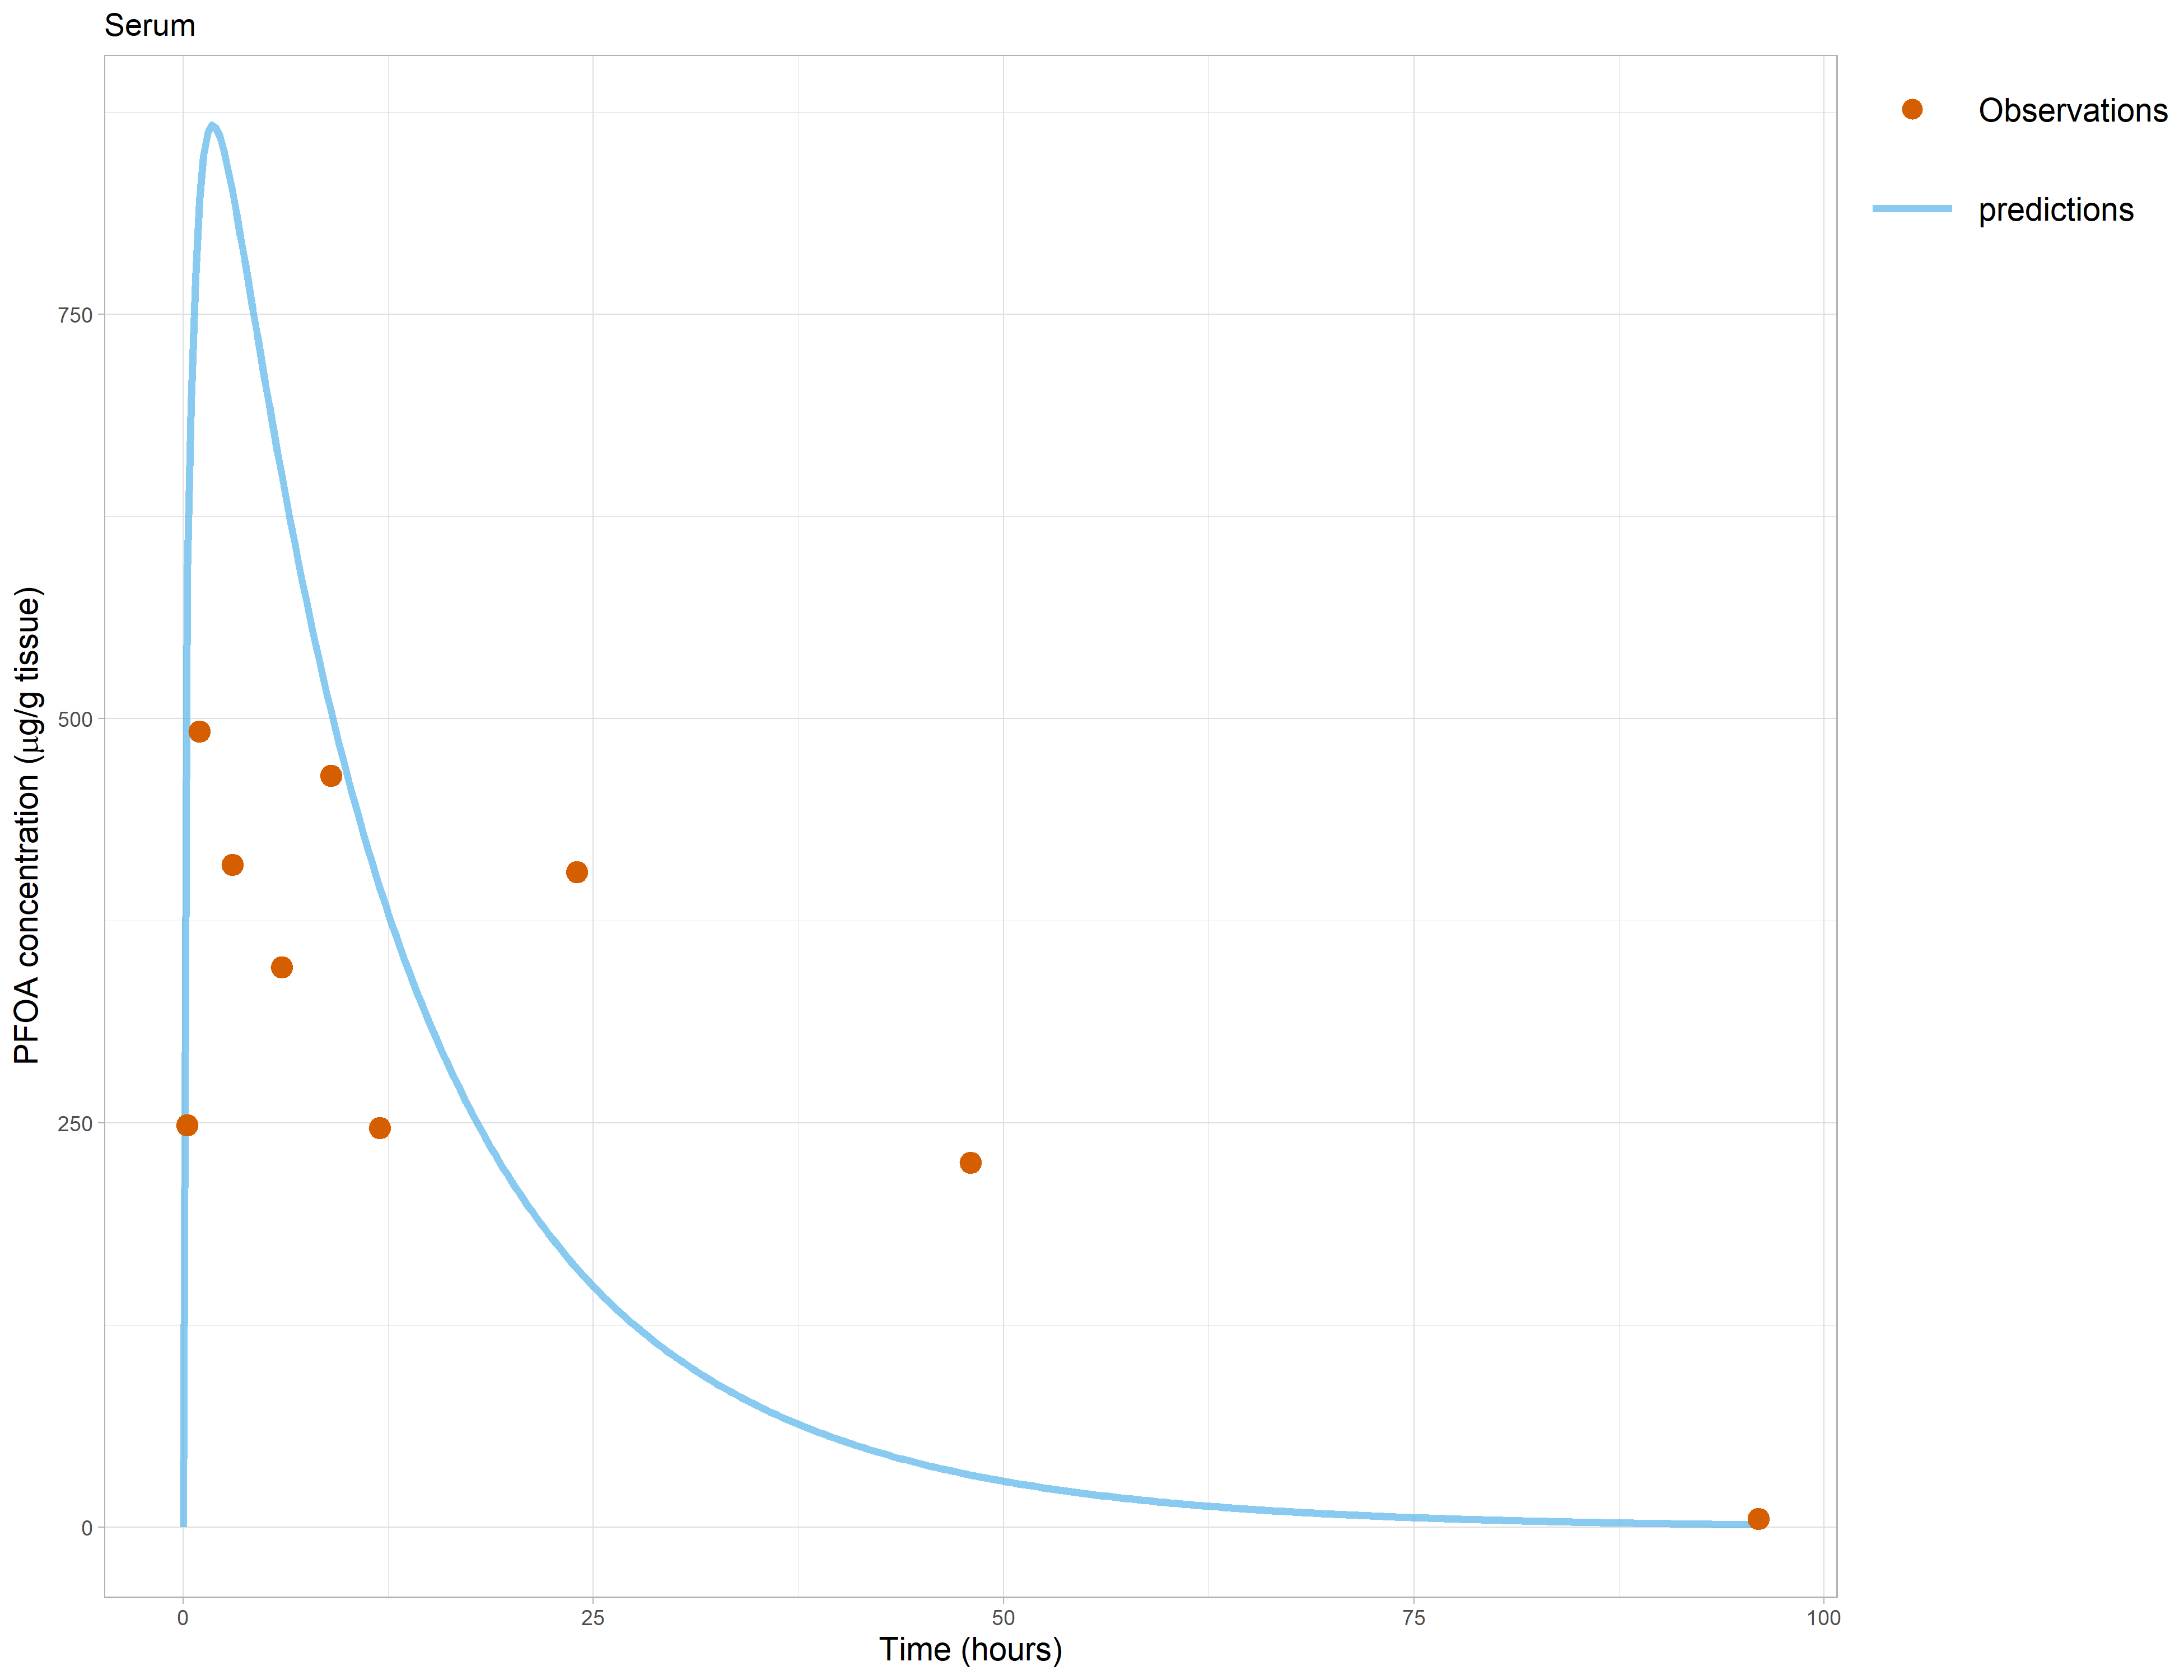 Serum
Observations
predictions
PFOA concentration (μg/g tissue)
750
500
250
0
0 25 50 75 100
Time (hours)